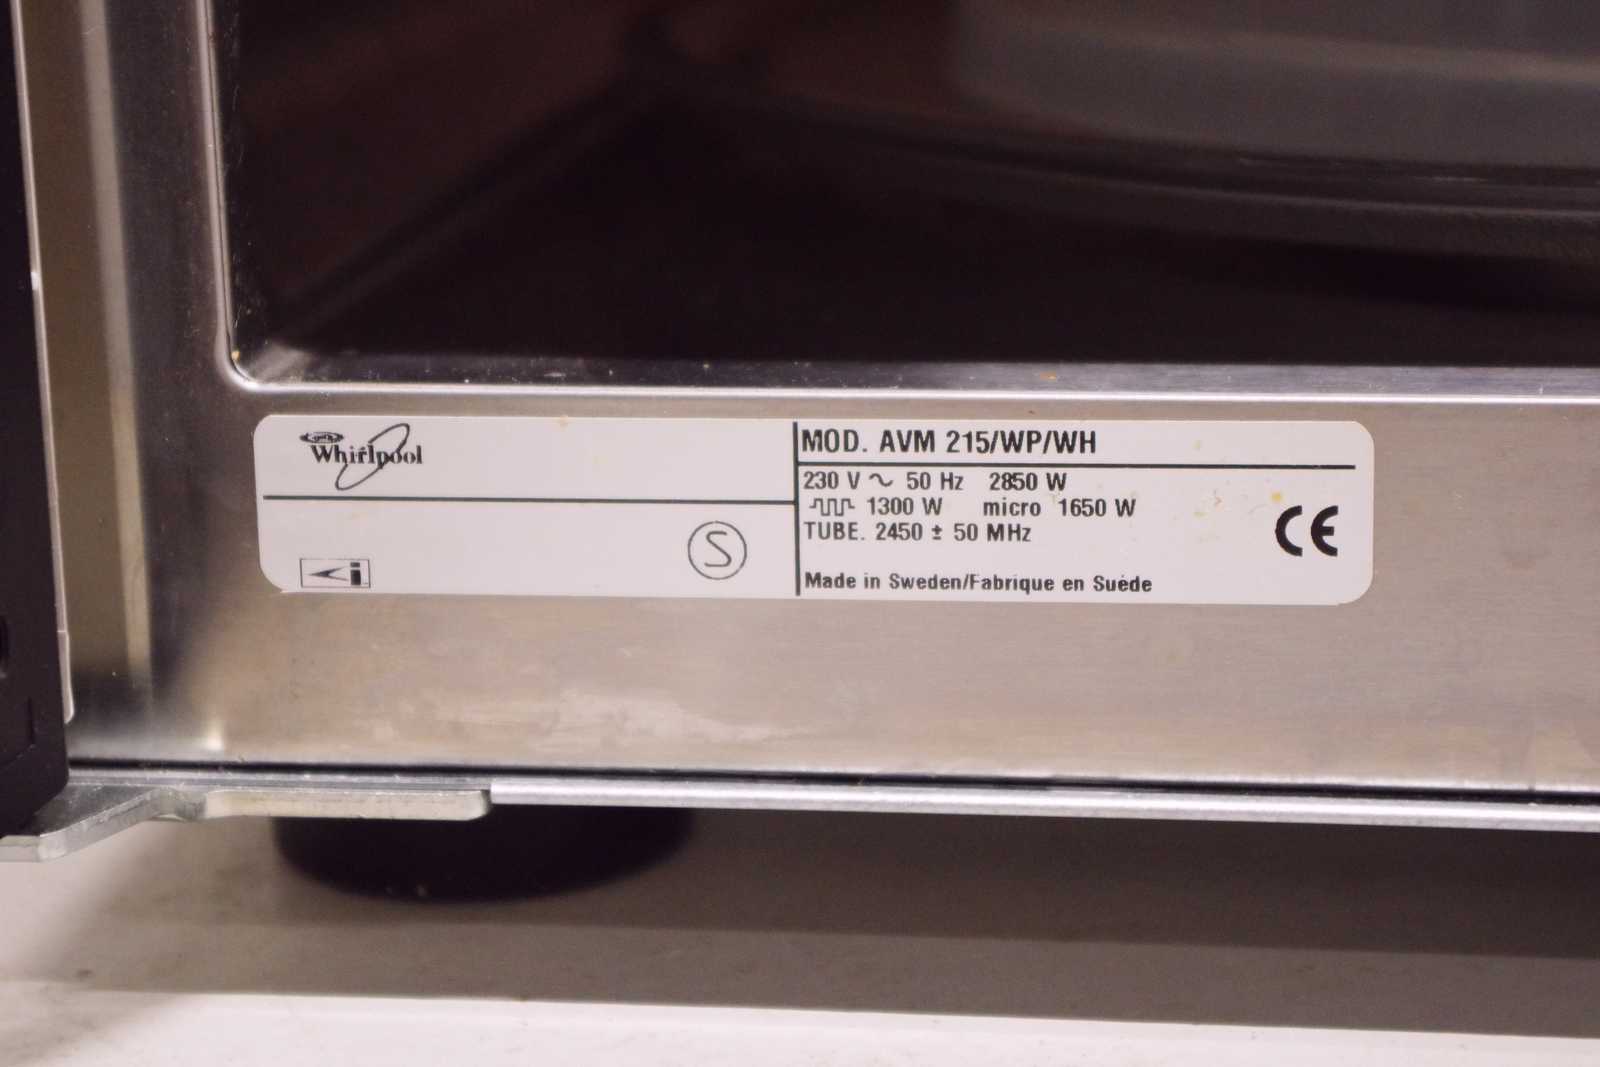 Whirlpool
S
i
MOD. AVM 215/WP/WH
230 V ~ 50 Hz 2850 W
1300 W micro 1650 W
TUBE. 2450 ± 50 MHz
Made in Sweden/Fabrique en Suéde
CE